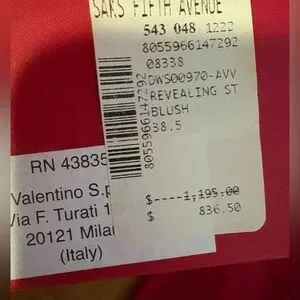 SAKS FIFTH AVENUE
543 048 1222
8055966147292
08338
DWS00970-AVV
REVEALING ST
BLUSH
38.5
8055966147292
$----1,195.00
$ 836.50
RN 43835
Valentino S.p
Via F. Turati 1
20121 Milan
(Italy)